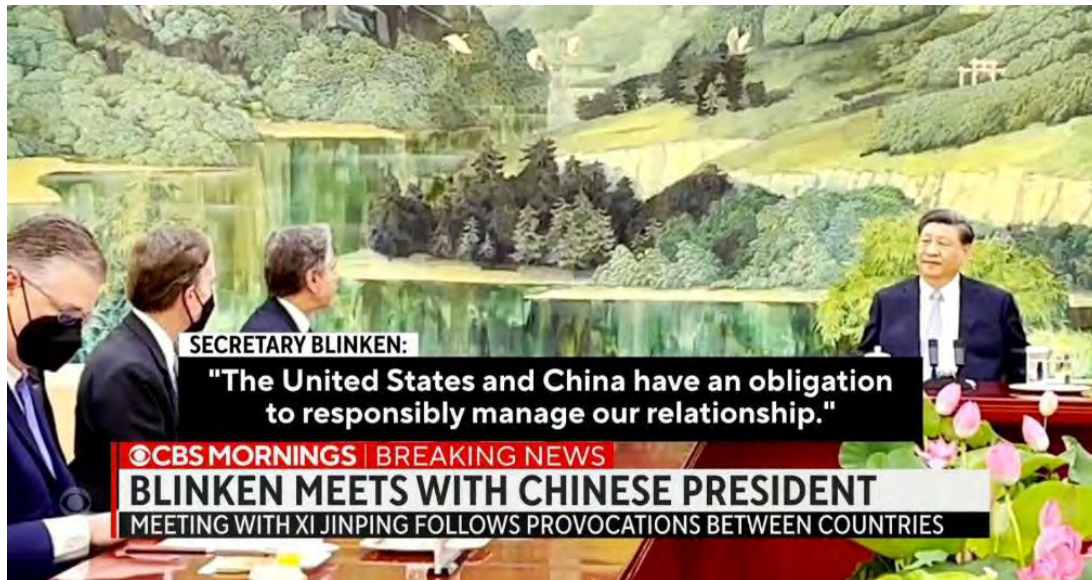 SECRETARY BLINKEN:
"The United States and China have an obligation
to responsibly manage our relationship."
CBS MORNINGS | BREAKING NEWS
BLINKEN MEETS WITH CHINESE PRESIDENT
MEETING WITH XI JINPING FOLLOWS PROVOCATIONS BETWEEN COUNTRIES